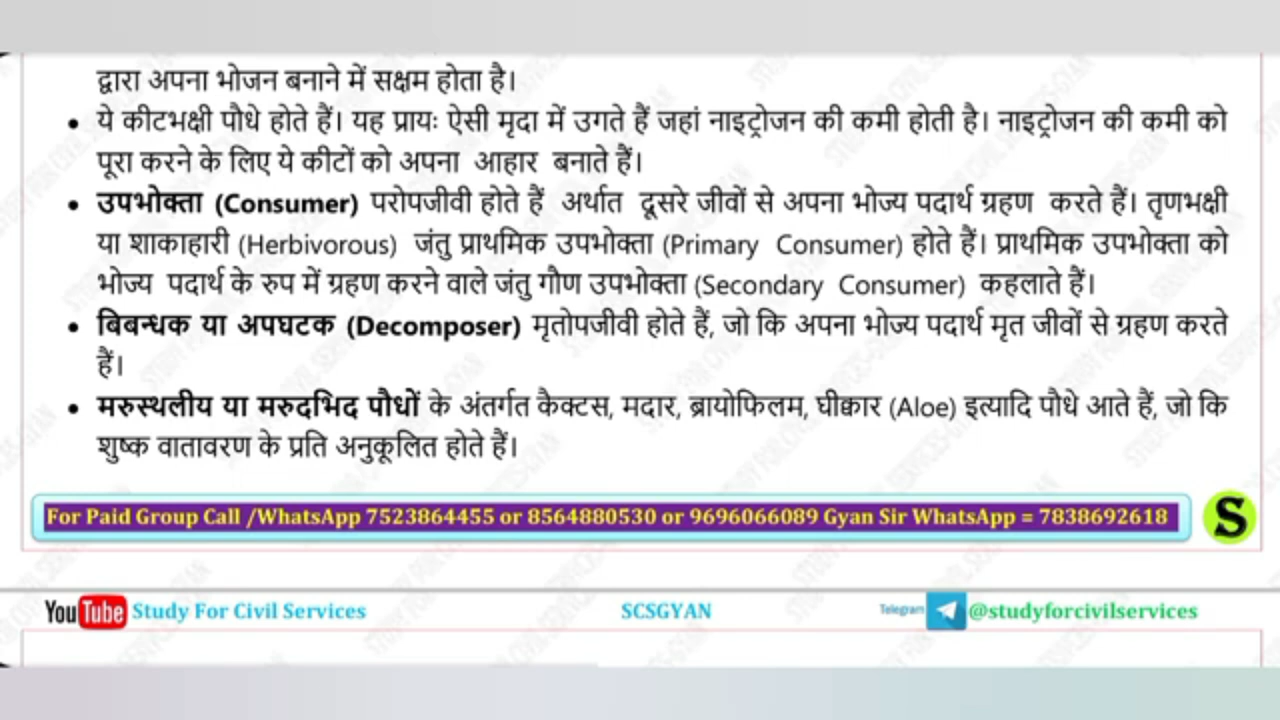 द्वारा अपना भोजन बनाने में सक्षम होता है।
• ये कीटभक्षी पौधे होते हैं। यह प्रायः ऐसी मृदा में उगते हैं जहां नाइट्रोजन की कमी होती है। नाइट्रोजन की कमी को
पूरा करने के लिए ये कीटों को अपना आहार बनाते हैं।
• उपभोक्ता (Consumer) परोपजीवी होते हैं अर्थात दूसरे जीवों से अपना भोज्य पदार्थ ग्रहण करते हैं। तृणभक्षी
या शाकाहारी (Herbivorous) जंतु प्राथमिक उपभोक्ता (Primary Consumer) होते हैं। प्राथमिक उपभोक्ता को
भोज्य पदार्थ के रुप में ग्रहण करने वाले जंतु गौण उपभोक्ता (Secondary Consumer) कहलाते हैं।
• बिबन्धक या अपघटक (Decomposer) मृतोपजीवी होते हैं, जो कि अपना भोज्य पदार्थ मृत जीवों से ग्रहण करते
हैं।
• मरुस्थलीय या मरुदभिद पौधों के अंतर्गत कैक्टस, मदार, ब्रायोफिलम, घीक्वार (Aloe) इत्यादि पौधे आते हैं, जो कि
शुष्क वातावरण के प्रति अनुकूलित होते हैं।
For Paid Group Call /WhatsApp 7523864455 or 8564880530 or 9696066089 Gyan Sir WhatsApp = 7838692618 S
YouTube Study For Civil Services SCSGYAN Telegram @studyforcivilservices